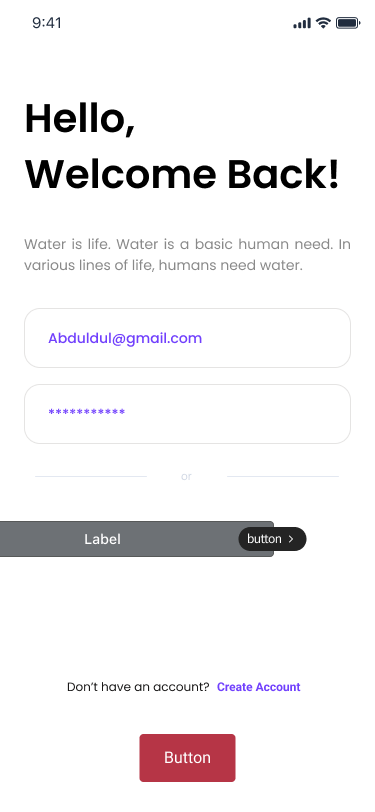 9:41
Hello,
Welcome Back!
Water is life. Water is a basic human need. In
various lines of life, humans need water.
Abduldul@gmail.com
***********
or
Label
button >
Don't have an account? Create Account
Button